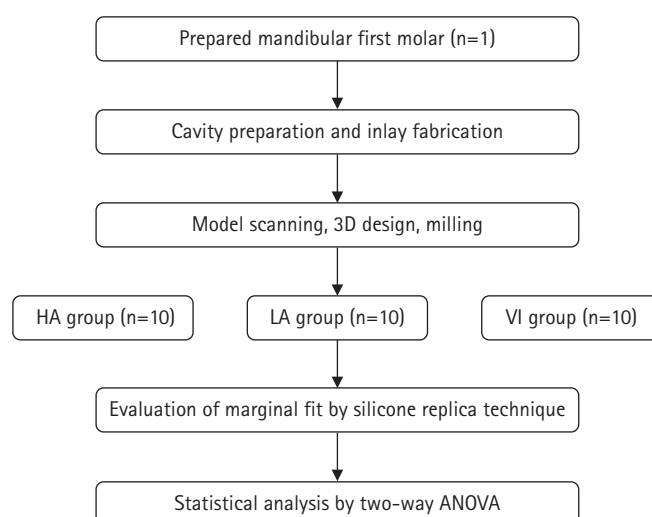 Prepared mandibular first molar (n=1)
Cavity preparation and inlay fabrication
Model scanning, 3D design, milling
HA group (n=10)
LA group (n=10)
VI group (n=10)
Evaluation of marginal fit by silicone replica technique
Statistical analysis by two-way ANOVA